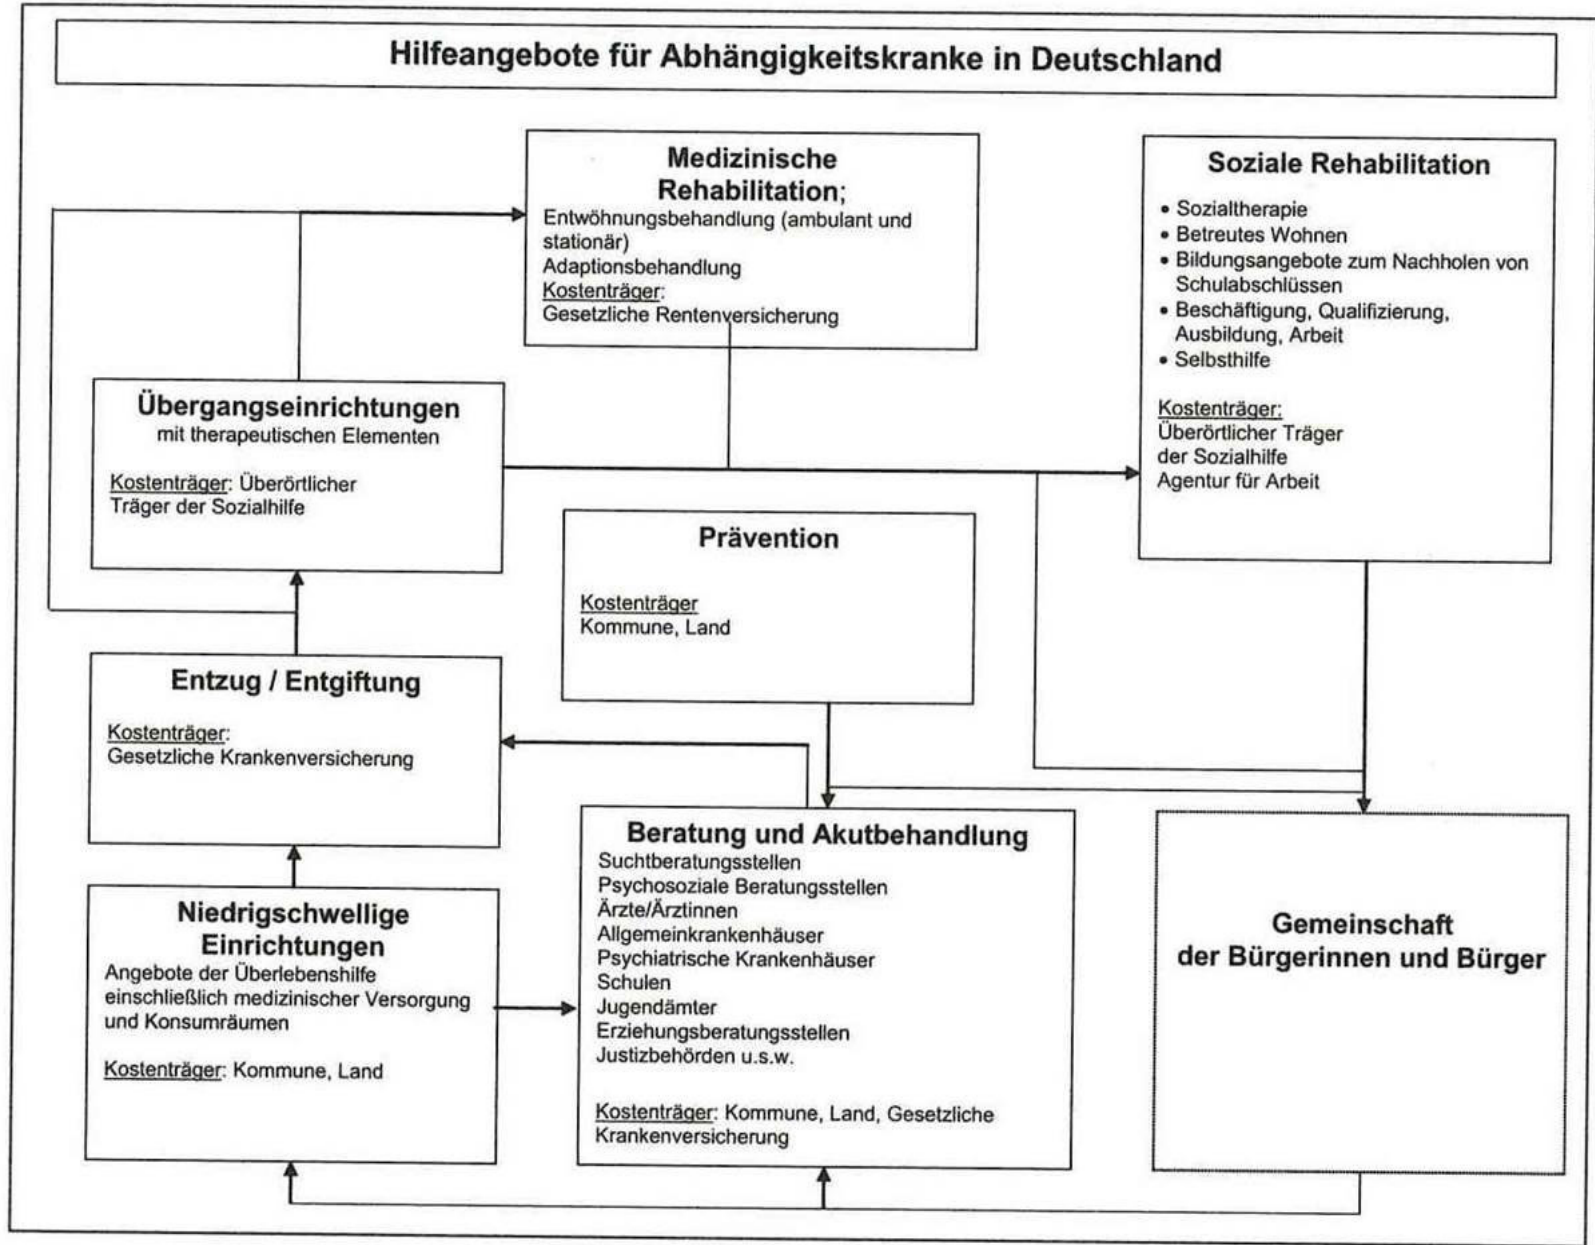 Hilfeangebote für Abhängigkeitskranke in Deutschland
Medizinische
Rehabilitation;
Entwöhnungsbehandlung (ambulant und
stationär)
Adaptionsbehandlung
Kostenträger:
Gesetzliche Rentenversicherung
Soziale Rehabilitation
• Sozialtherapie
• Betreutes Wohnen
• Bildungsangebote zum Nachholen von
Schulabschlüssen
• Beschäftigung, Qualifizierung,
Ausbildung, Arbeit
• Selbsthilfe
Kostenträger:
Überörtlicher Träger
der Sozialhilfe
Agentur für Arbeit
Übergangseinrichtungen
mit therapeutischen Elementen
Kostenträger: Überörtlicher
Träger der Sozialhilfe
Prävention
Kostenträger
Kommune, Land
Entzug / Entgiftung
Kostenträger:
Gesetzliche Krankenversicherung
Niedrigschwellige
Einrichtungen
Angebote der Überlebenshilfe
einschließlich medizinischer Versorgung
und Konsumräumen
Kostenträger: Kommune, Land
Beratung und Akutbehandlung
Suchtberatungsstellen
Psychosoziale Beratungsstellen
Ärzte/Ärztinnen
Allgemeinkrankenhäuser
Psychiatrische Krankenhäuser
Schulen
Jugendämter
Erziehungsberatungsstellen
Justizbehörden u.s.w.
Kostenträger: Kommune, Land, Gesetzliche
Krankenversicherung
Gemeinschaft
der Bürgerinnen und Bürger